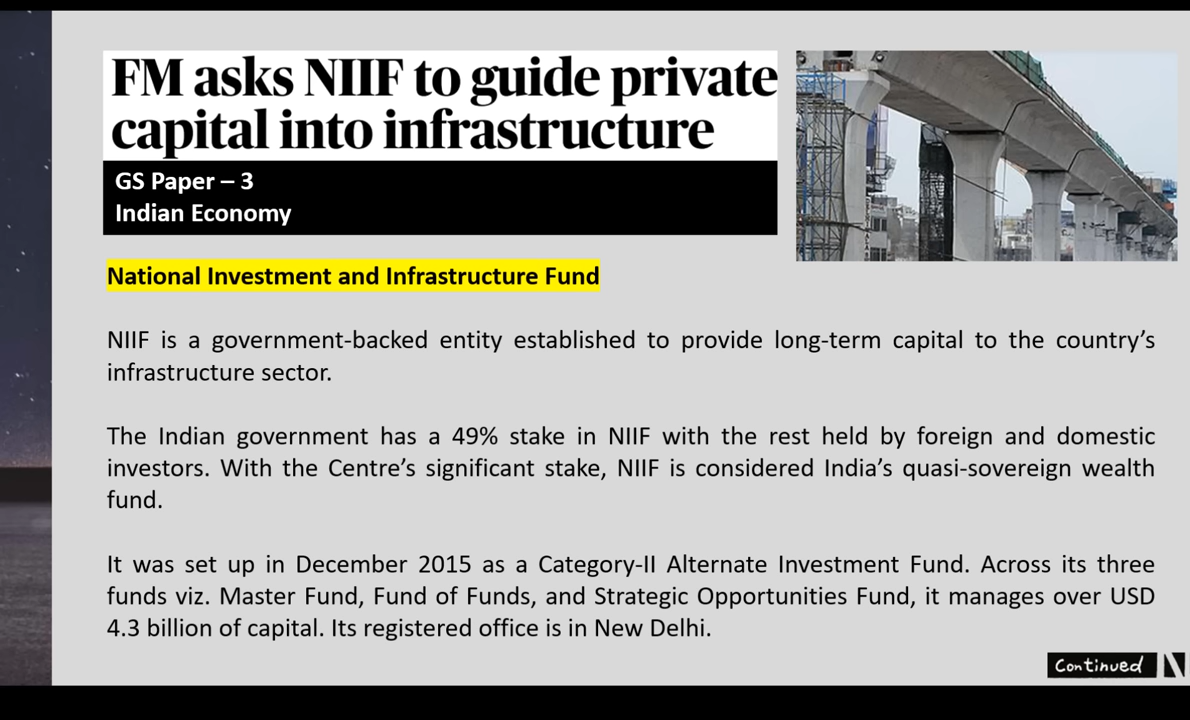 FM asks NIIF to guide private
capital into infrastructure
GS Paper – 3
Indian Economy
National Investment and Infrastructure Fund
NIIF is a government-backed entity established to provide long-term capital to the country’s
infrastructure sector.
The Indian government has a 49% stake in NIIF with the rest held by foreign and domestic
investors. With the Centre’s significant stake, NIIF is considered India’s quasi-sovereign wealth
fund.
It was set up in December 2015 as a Category-II Alternate Investment Fund. Across its three
funds viz. Master Fund, Fund of Funds, and Strategic Opportunities Fund, it manages over USD
4.3 billion of capital. Its registered office is in New Delhi.
Continued